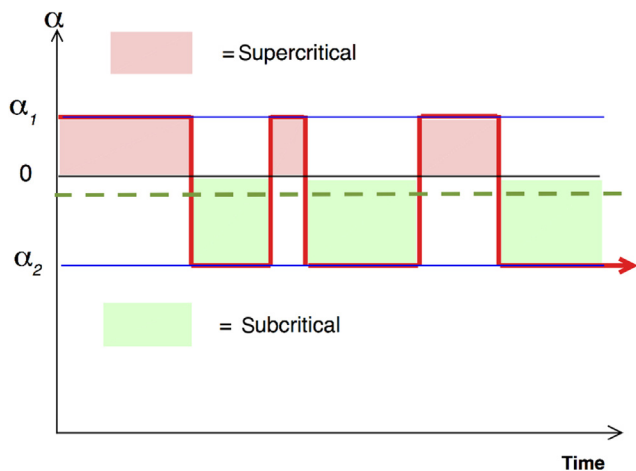 α
= Supercritical
α1
0
α2
= Subcritical
Time